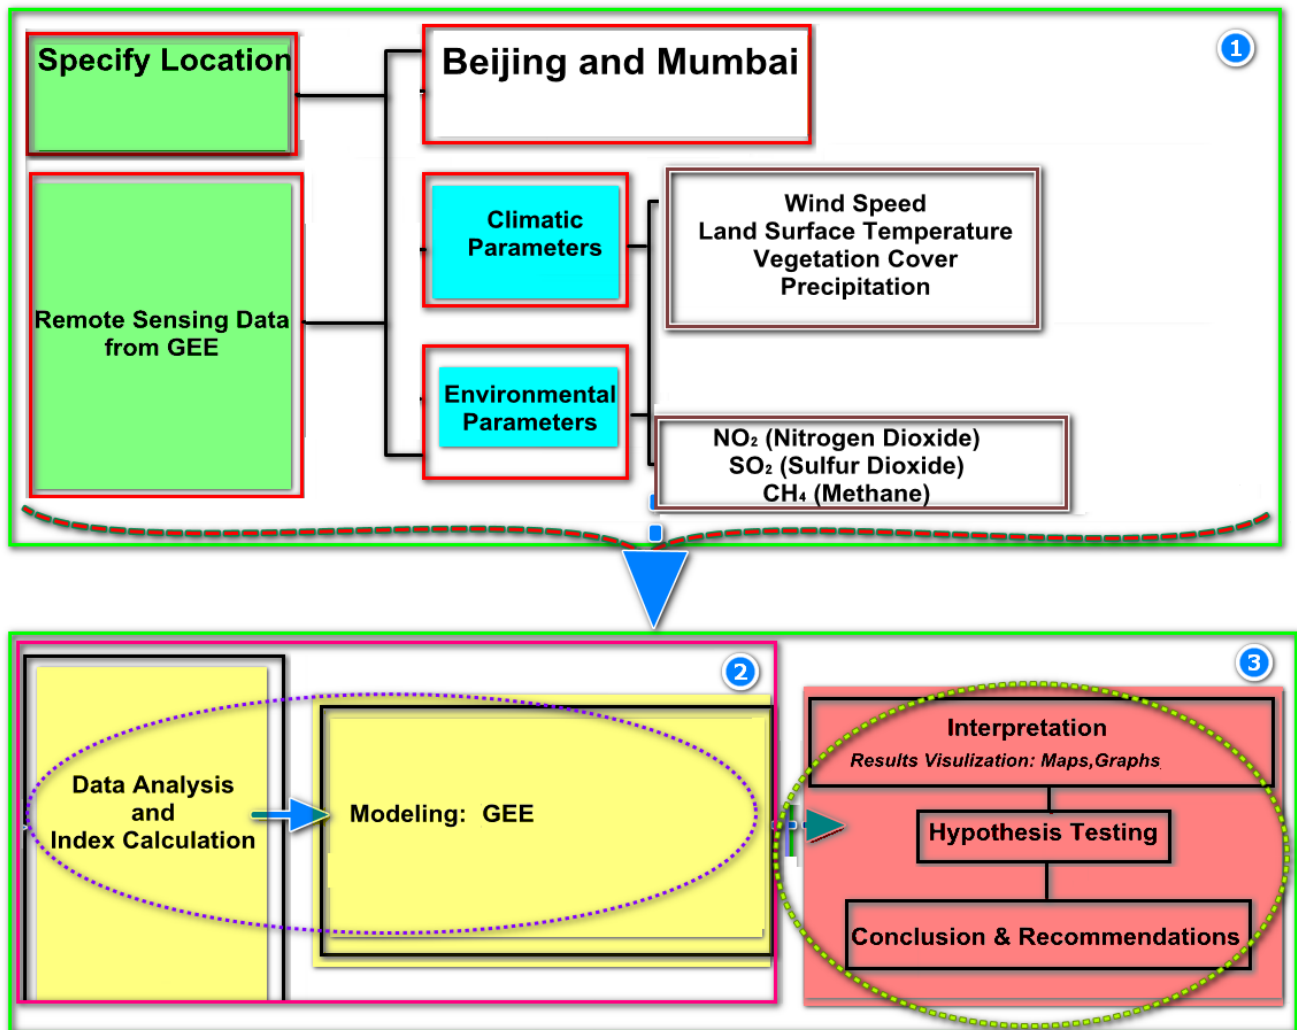 1
Specify Location
Beijing and Mumbai
Climatic
Parameters
Wind Speed
Land Surface Temperature
Vegetation Cover
Precipitation
Remote Sensing Data
from GEE
Environmental
Parameters
NO₂ (Nitrogen Dioxide)
SO₂ (Sulfur Dioxide)
CH₄ (Methane)
2
Data Analysis
and
Index Calculation
Modeling: GEE
3
Interpretation
Results Visulization: Maps,Graphs
Hypothesis Testing
Conclusion & Recommendations